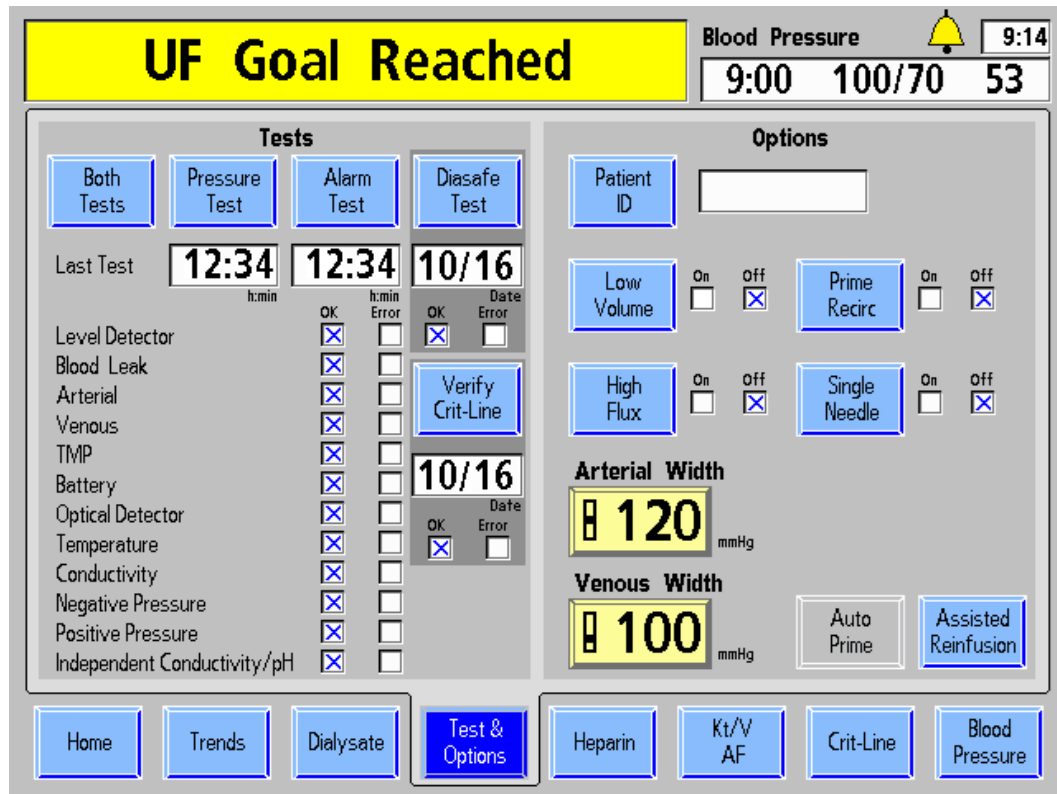 UF Goal Reached
Blood Pressure
9:14
9:00 100/70 53
Tests
Both
Tests
Pressure
Test
Alarm
Test
Diasafe
Test
Last Test
12:34
h:min
12:34
h:min
10/16
Date
OK Error
OK Error
Level Detector
Blood Leak
Arterial
Venous
TMP
Battery
Optical Detector
Temperature
Conductivity
Negative Pressure
Positive Pressure
Independent Conductivity/pH
Verify
Crit-Line
10/16
Date
OK Error
Options
Patient
ID
Low
Volume
On Off
Prime
Recirc
On Off
High
Flux
On Off
Single
Needle
On Off
Arterial Width
120 mmHg
Venous Width
100 mmHg
Auto
Prime
Assisted
Reinfusion
Home
Trends
Dialysate
Test &
Options
Heparin
Kt/V
AF
Crit-Line
Blood
Pressure